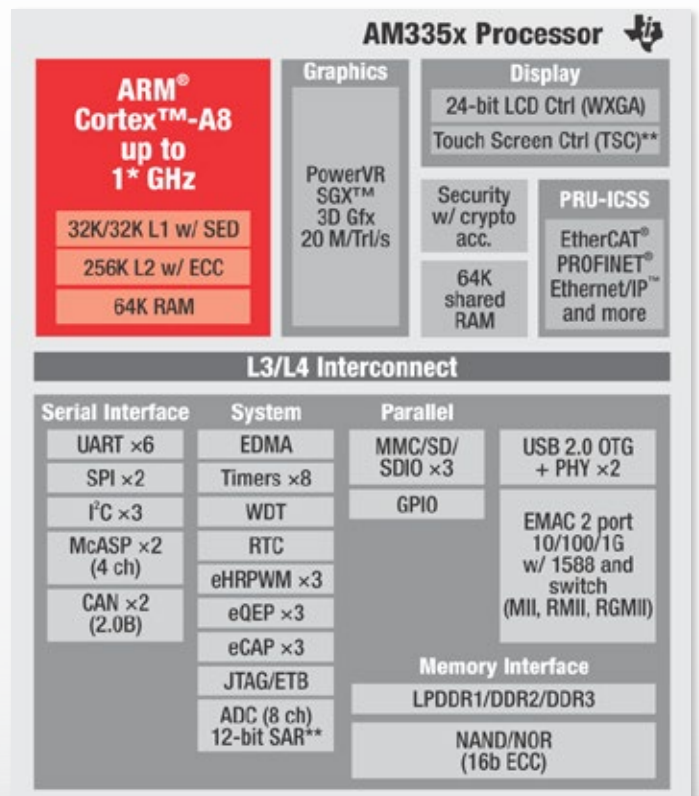 AM335x Processor
ARM®
Cortex™-A8
up to
1* GHz
32K/32K L1 w/ SED
256K L2 w/ ECC
64K RAM
Graphics
PowerVR
SGX™
3D Gfx
20 M/Trl/s
Display
24-bit LCD Ctrl (WXGA)
Touch Screen Ctrl (TSC)**
Security
w/ crypto
acc.
64K
shared
RAM
PRU-ICSS
EtherCAT®
PROFINET®
Ethernet/IP™
and more
L3/L4 Interconnect
Serial Interface
UART ×6
SPI ×2
I²C ×3
McASP ×2
(4 ch)
CAN ×2
(2.0B)
System
EDMA
Timers ×8
WDT
RTC
eHRPWM ×3
eQEP ×3
eCAP ×3
JTAG/ETB
ADC (8 ch)
12-bit SAR**
Parallel
MMC/SD/
SDIO ×3
GPIO
USB 2.0 OTG
+ PHY ×2
EMAC 2 port
10/100/1G
w/ 1588 and
switch
(MII, RMII, RGMII)
Memory Interface
LPDDR1/DDR2/DDR3
NAND/NOR
(16b ECC)